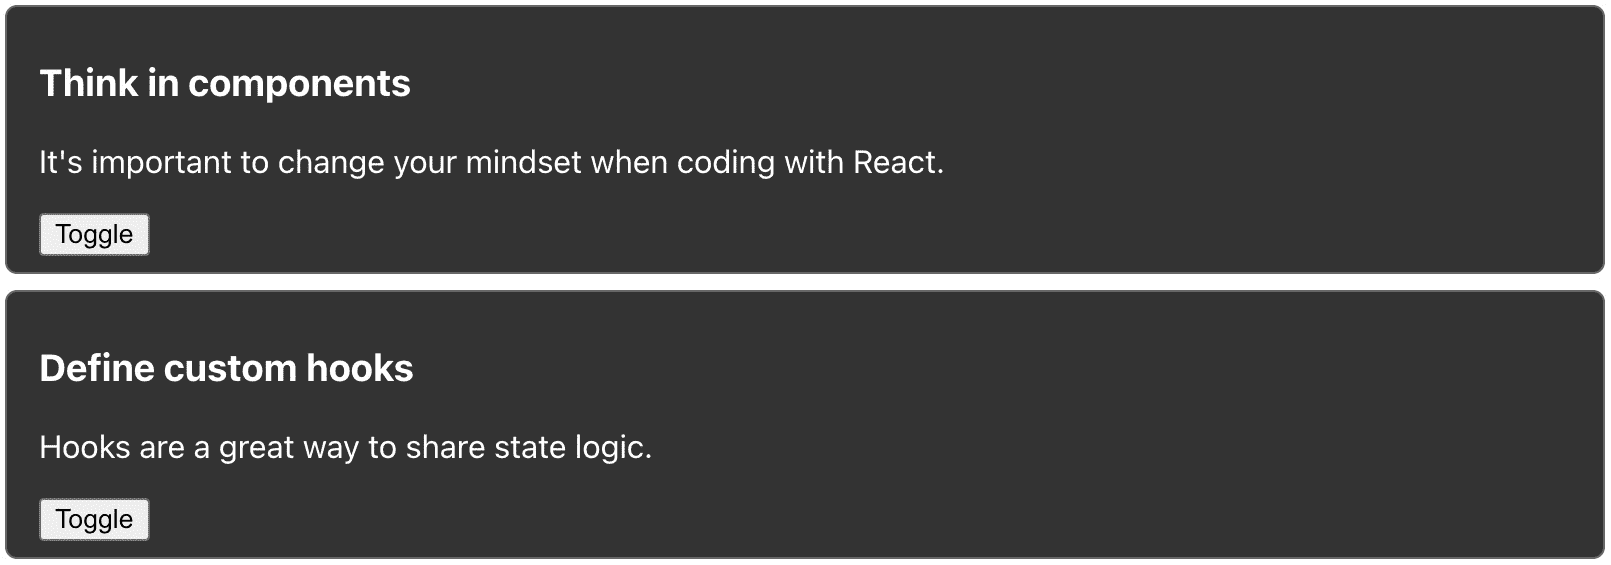 Think in components
It's important to change your mindset when coding with React.
Toggle
Define custom hooks
Hooks are a great way to share state logic.
Toggle